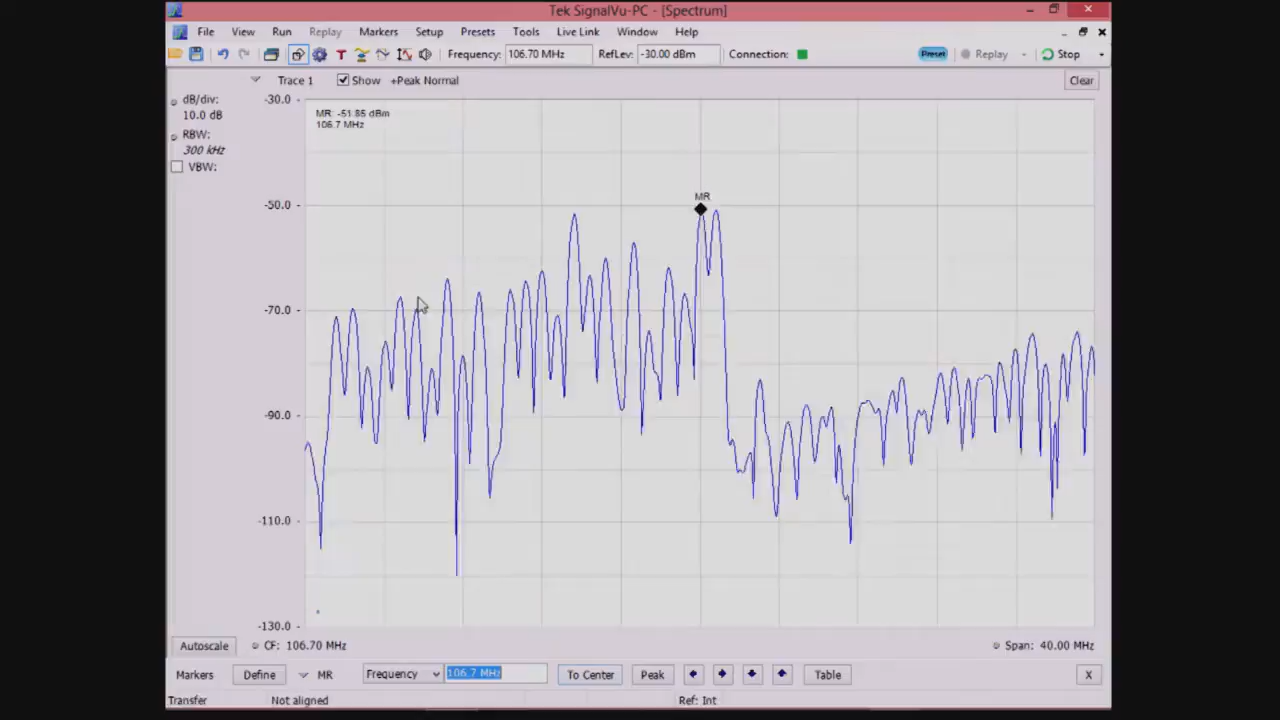 Tek SignalVu-PC - [Spectrum]
File View Run Replay Markers Setup Presets Tools Live Link Window Help
Frequency: 106.70 MHz RefLev: -30.00 dBm Connection: Preset Replay Stop
Trace 1 Show +Peak Normal Clear
dB/div:
10.0 dB
RBW:
300 kHz
VBW:
-30.0
MR: -51.85 dBm
106.7 MHz
MR
-50.0
-70.0
-90.0
-110.0
-130.0
Autoscale CF: 106.70 MHz Span: 40.00 MHz
Markers Define MR Frequency 106.7 MHz To Center Peak Table X
Transfer Not aligned Ref: Int